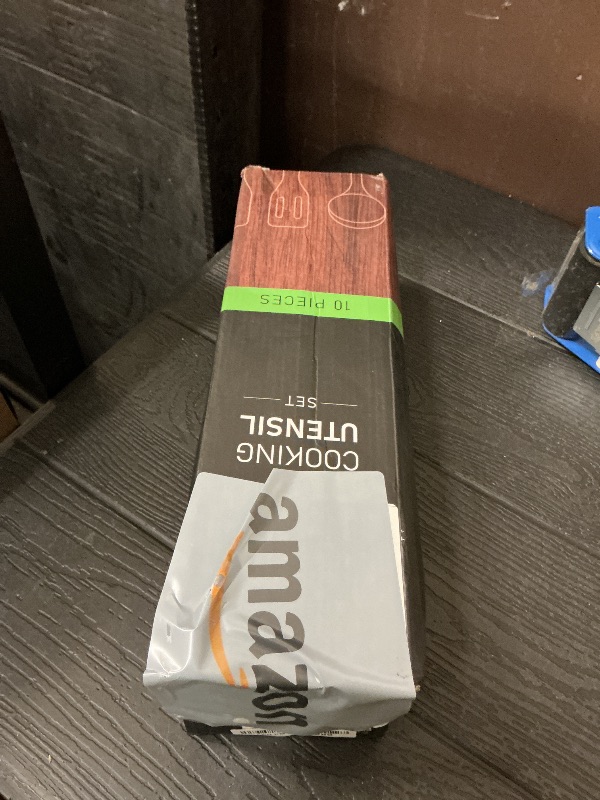 COOKING
UTENSIL
SET
10 PIECES
amazon